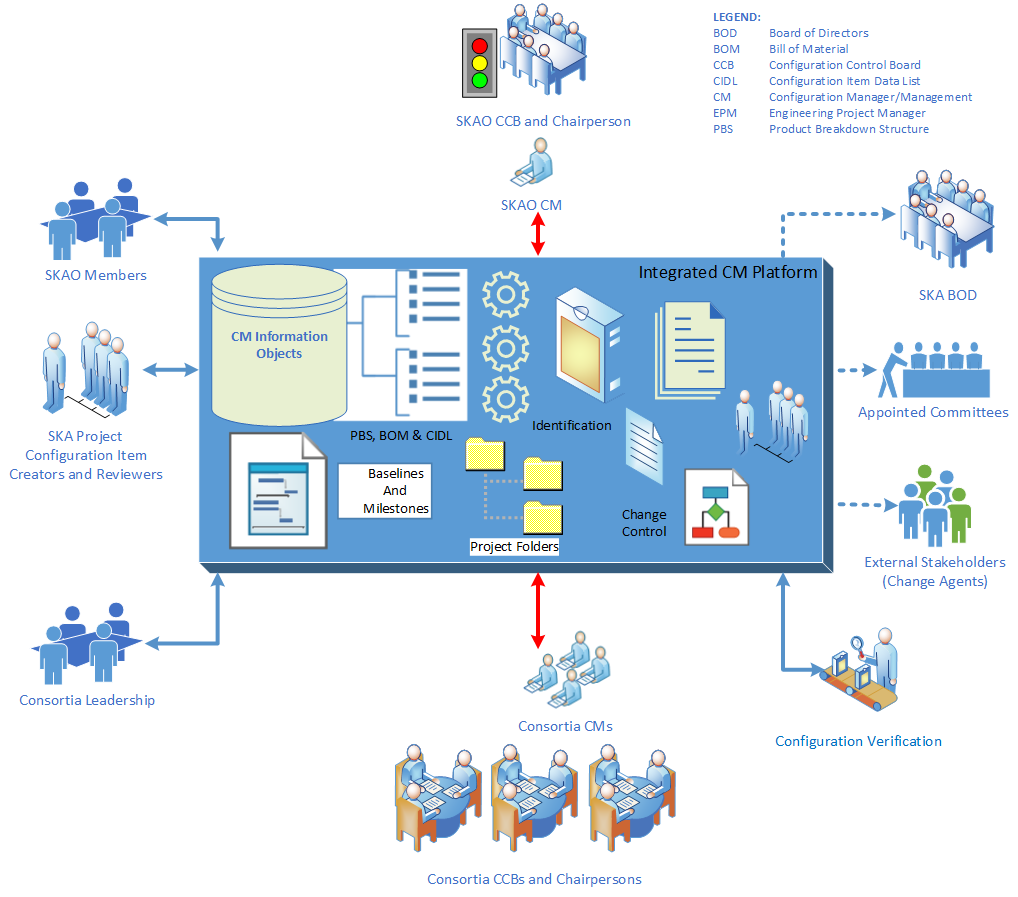 LEGEND:
BOD Board of Directors
BOM Bill of Material
CCB Configuration Control Board
CIDL Configuration Item Data List
CM Configuration Manager/Management
EPM Engineering Project Manager
PBS Product Breakdown Structure
SKAO CCB and Chairperson
SKAO CM
SKAO Members
SKA BOD
Integrated CM Platform
CM Information
Objects
PBS, BOM & CIDL
Identification
Appointed Committees
SKA Project
Configuration Item
Creators and Reviewers
Baselines
And
Milestones
Project Folders
Change
Control
External Stakeholders
(Change Agents)
Consortia Leadership
Consortia CMs
Configuration Verification
Consortia CCBs and Chairpersons